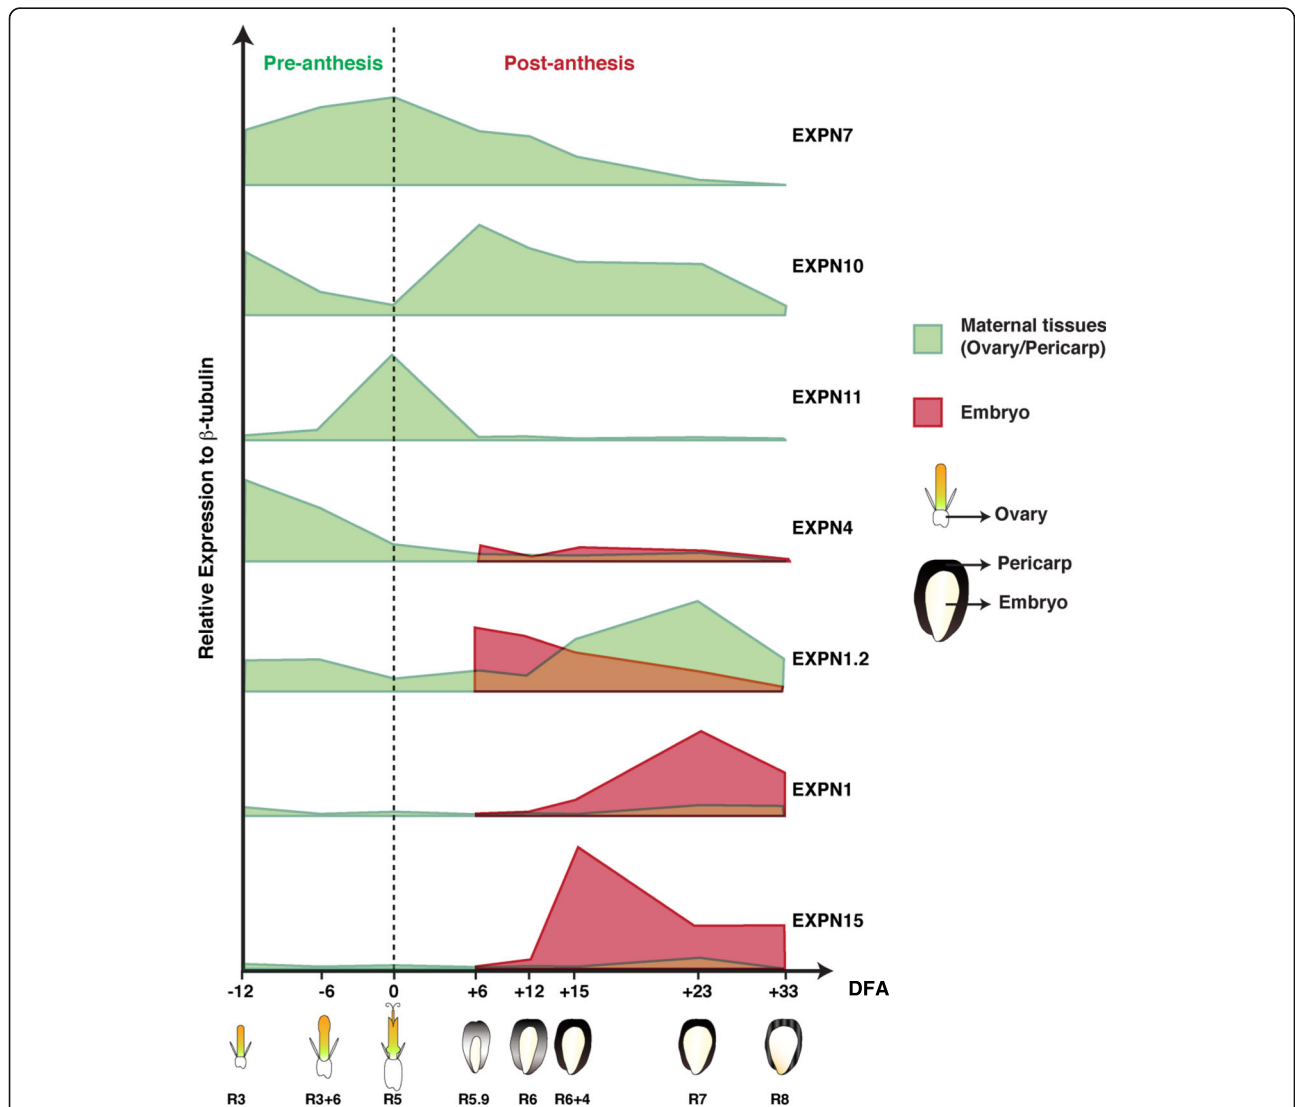 Pre-anthesis
Post-anthesis
EXPN7
EXPN10
EXPN11
EXPN4
EXPN1.2
EXPN1
EXPN15
Relative Expression to β-tubulin
Maternal tissues
(Ovary/Pericarp)
Embryo
Ovary
Pericarp
Embryo
-12 -6 0 +6 +12 +15 +23 +33 DFA
R3 R3+6 R5 R5.9 R6 R6+4 R7 R8